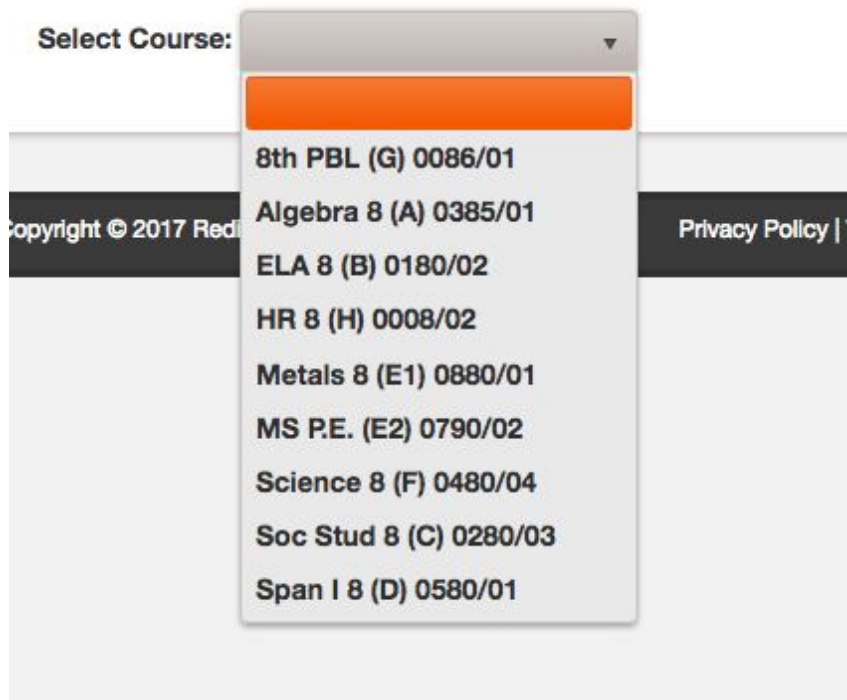 Select Course:
8th PBL (G) 0086/01
Algebra 8 (A) 0385/01
Copyright © 2017 Redi
Privacy Policy |
ELA 8 (B) 0180/02
HR 8 (H) 0008/02
Metals 8 (E1) 0880/01
MS P.E. (E2) 0790/02
Science 8 (F) 0480/04
Soc Stud 8 (C) 0280/03
Span I 8 (D) 0580/01